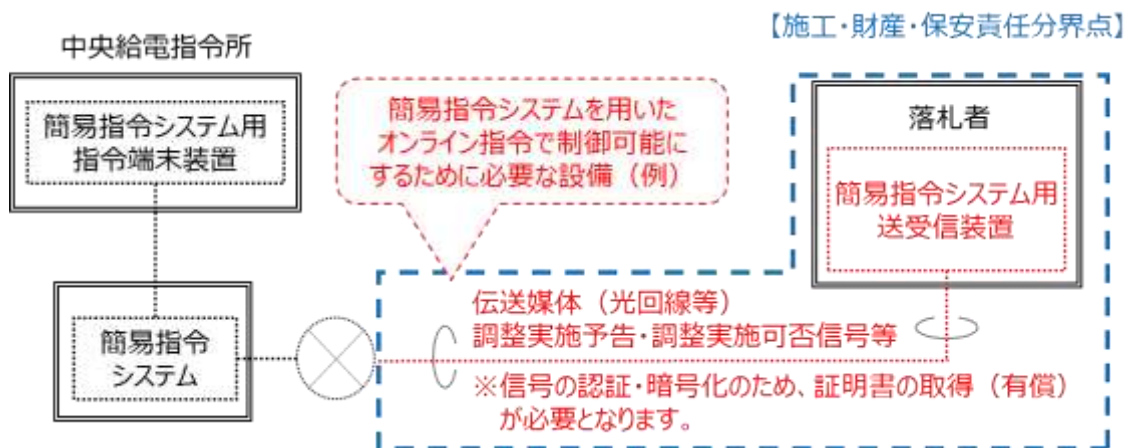 【施工・財産・保安責任分界点】
中央給電指令所
簡易指令システム用
指令端末装置
簡易指令システムを用いた
オンライン指令で制御可能に
するために必要な設備（例）
落札者
簡易指令システム用
送受信装置
簡易指令
システム
伝送媒体（光回線等）
調整実施予告・調整実施可否信号等
※信号の認証・暗号化のため、証明書の取得（有償）
が必要となります。